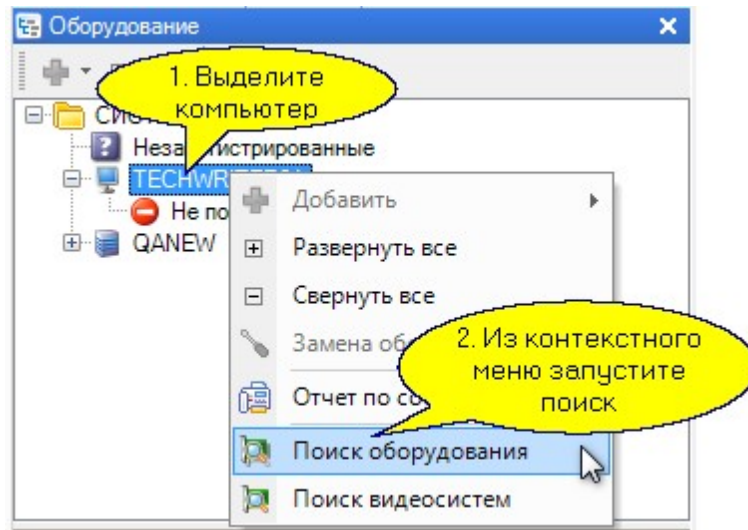 Оборудование
1. Выделите
компьютер
Незарегистрированные
TECHWR
Не по
QANEW
Добавить
Развернуть все
Свернуть все
Замена об
2. Из контекстного
меню запустите
поиск
Отчет по со
Поиск оборудования
Поиск видеосистем